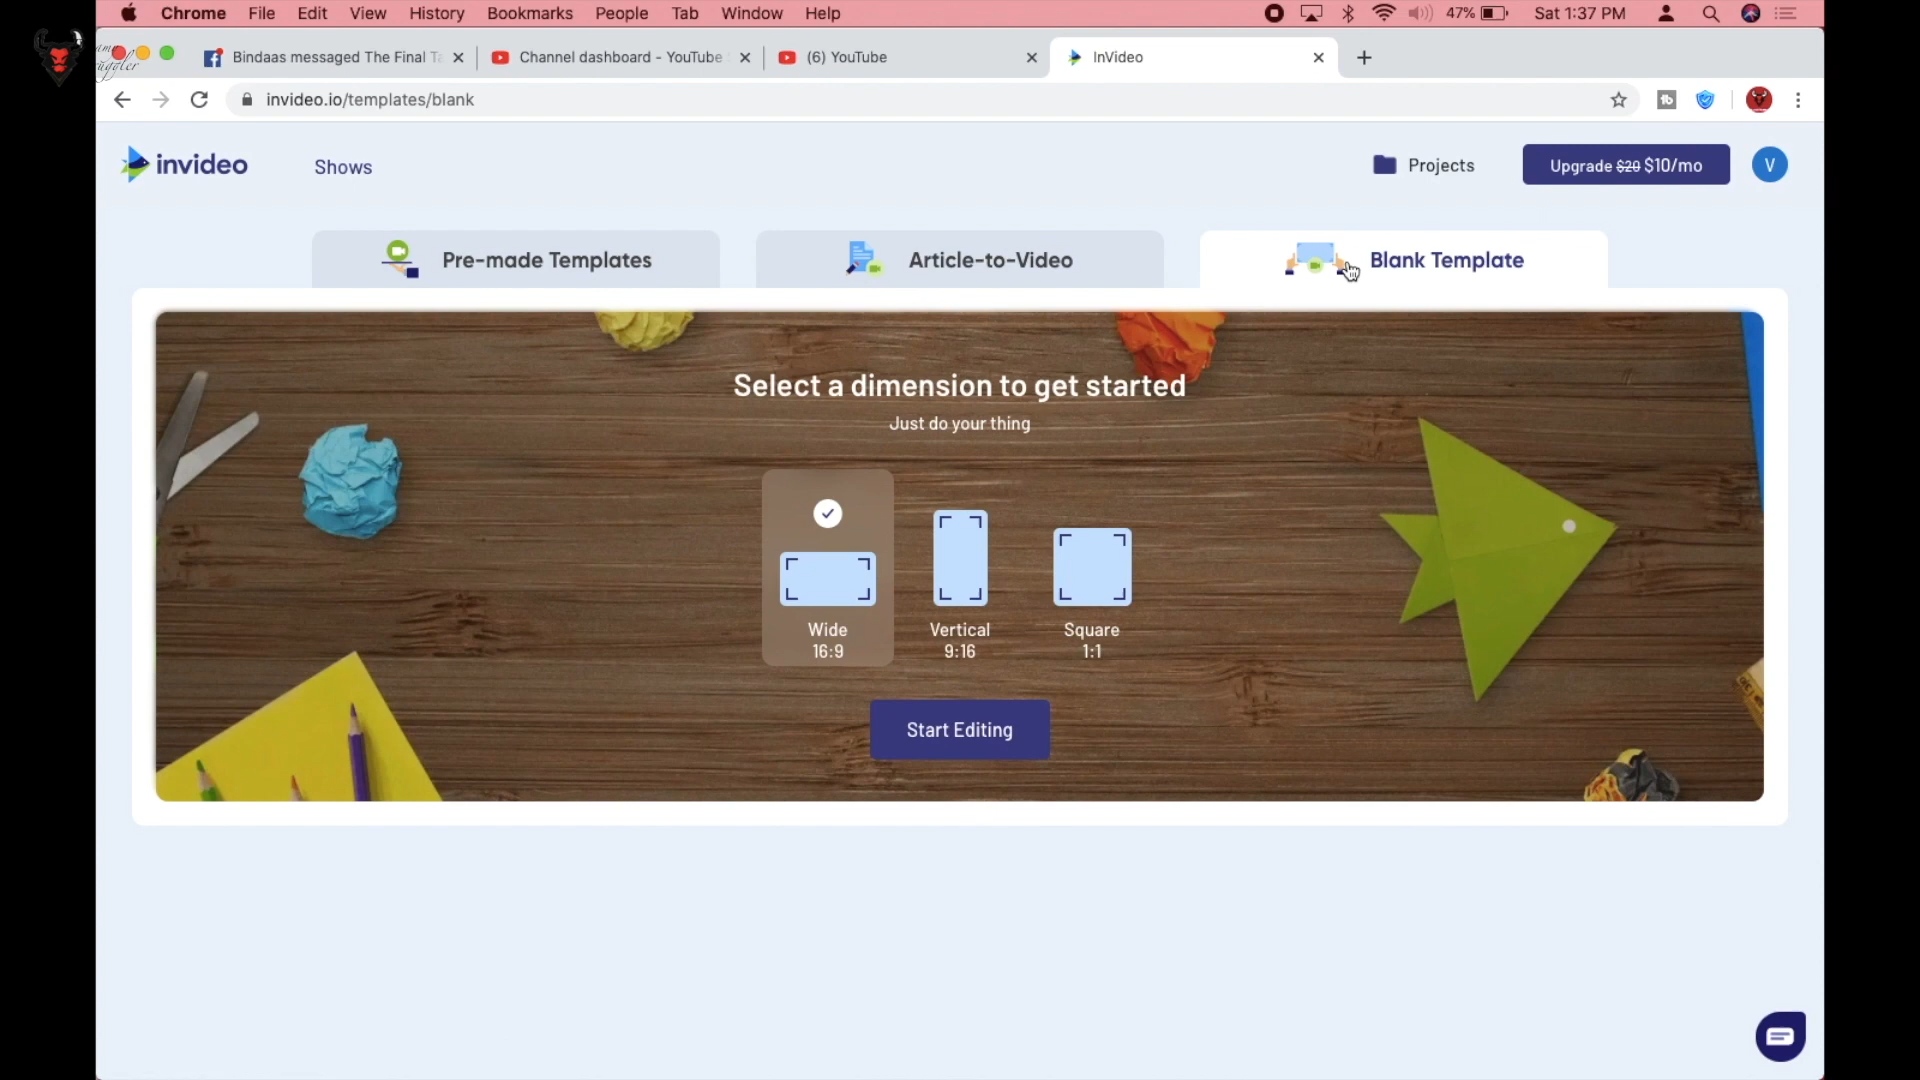 Chrome File Edit View History Bookmarks People Tab Window Help 47% Sat 1:37 PM
Bindaas messaged The Final Ta Channel dashboard - YouTube S (6) YouTube InVideo
invideo.io/templates/blank
invideo Shows Projects Upgrade $20 $10/mo V
Pre-made Templates Article-to-Video Blank Template
Select a dimension to get started
Just do your thing
Wide Vertical Square
16:9 9:16 1:1
Start Editing